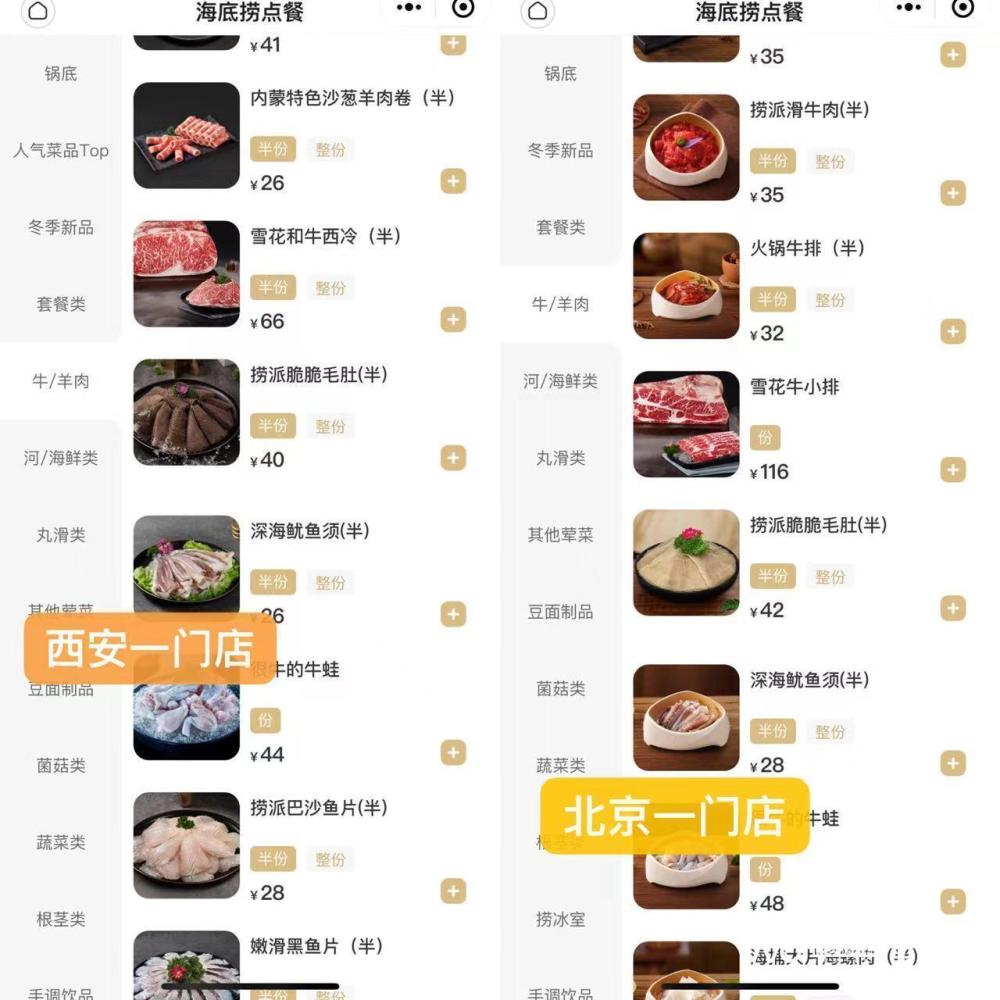 海底捞点餐
锅底
人气菜品Top
冬季新品
套餐类
牛/羊肉
河/海鲜类
丸滑类
其他荤菜
豆面制品
菌菇类
蔬菜类
根茎类
手调饮品
¥41
内蒙特色沙葱羊肉卷（半）
半份 整份
¥26
雪花和牛西冷（半）
半份 整份
¥66
捞派脆脆毛肚(半)
半份 整份
¥40
深海鱿鱼须(半)
半份 整份
¥26
西安一门店
很牛的牛蛙
份
¥44
捞派巴沙鱼片(半)
半份 整份
¥28
嫩滑黑鱼片（半）
半份 整份
海底捞点餐
锅底
冬季新品
套餐类
牛/羊肉
河/海鲜类
丸滑类
其他荤菜
豆面制品
菌菇类
蔬菜类
捞冰室
手调饮品
¥35
捞派滑牛肉(半)
半份 整份
¥35
火锅牛排（半）
半份 整份
¥32
雪花牛小排
份
¥116
捞派脆脆毛肚(半)
半份 整份
¥42
深海鱿鱼须(半)
半份 整份
¥28
北京一门店
的牛蛙
份
¥48
大片海螺肉（半）